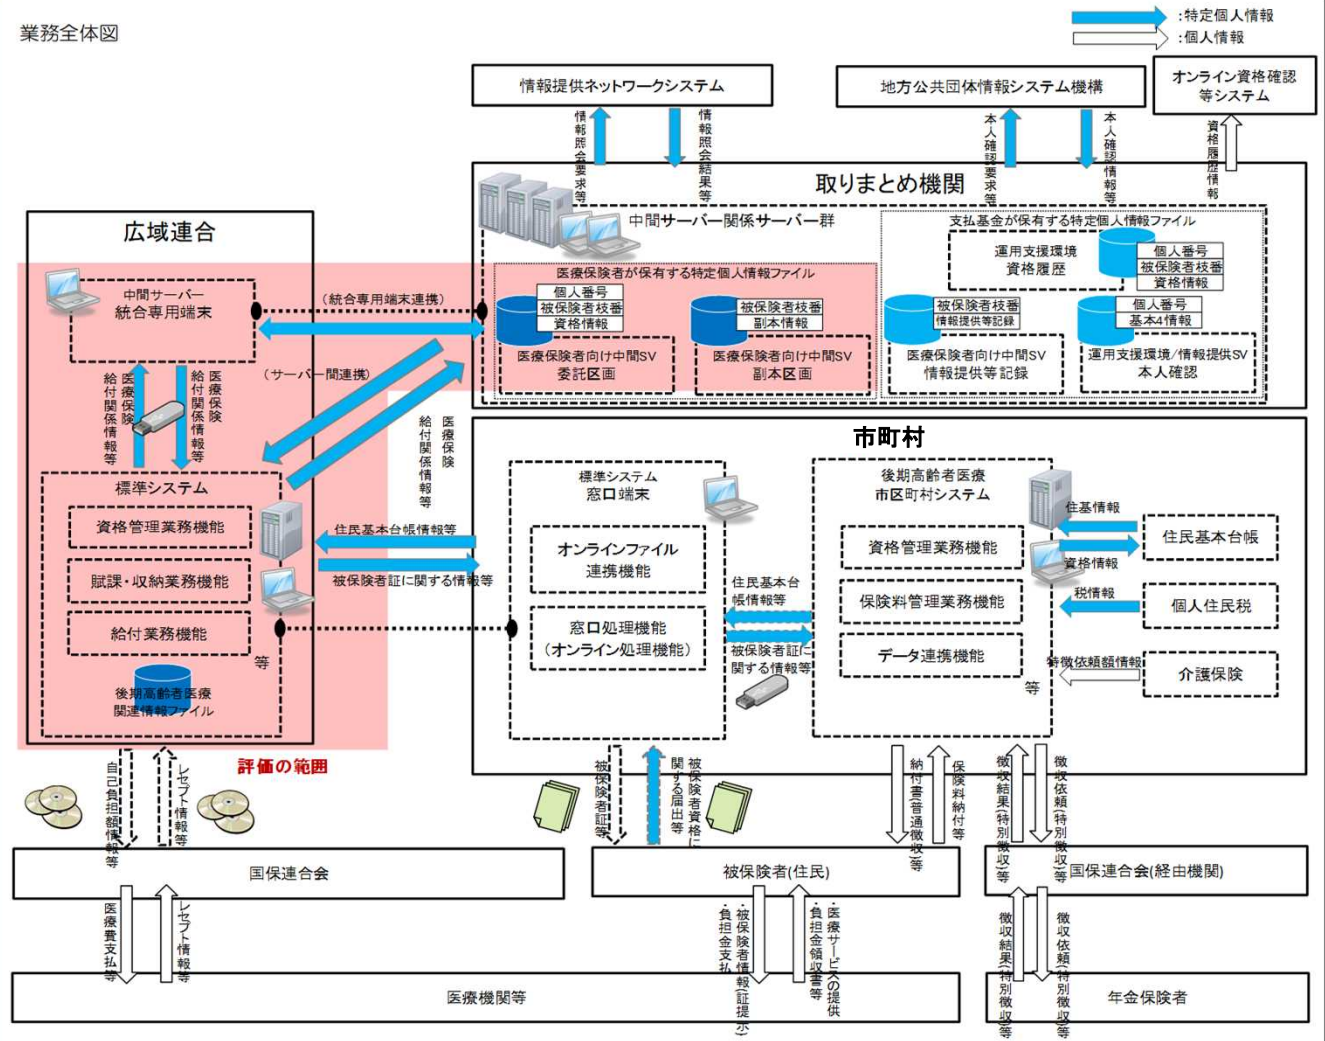 業務全体図
:特定個人情報
:個人情報
情報提供ネットワークシステム
地方公共団体情報システム機構
オンライン資格確認
等システム
情報照会要求等
情報照会結果等
本人確認要求等
本人確認情報等
資格履歴情報
取りまとめ機関
中間サーバー関係サーバー群
支払基金が保有する特定個人情報ファイル
運用支援環境
資格履歴
個人番号
被保険者枝番
資格情報
医療保険者が保有する特定個人情報ファイル
個人番号
被保険者枝番
資格情報
医療保険者向け中間SV
委託区画
被保険者枝番
副本情報
医療保険者向け中間SV
副本区画
被保険者枝番
情報提供等記録
医療保険者向け中間SV
情報提供等記録
個人番号
基本4情報
運用支援環境/情報提供SV
本人確認
広域連合
中間サーバー
統合専用端末
(統合専用端末連携)
(サーバー間連携)
医療保険
給付関係情報等
医療保険
給付関係情報等
医療保険
給付関係情報等
標準システム
資格管理業務機能
賦課・収納業務機能
給付業務機能
等
後期高齢者医療
関連情報ファイル
評価の範囲
住民基本台帳情報等
被保険者証に関する情報等
市町村
標準システム
窓口端末
オンラインファイル
連携機能
窓口処理機能
(オンライン処理機能)
住民基本台
帳情報等
被保険者証に
関する情報等
後期高齢者医療
市区町村システム
資格管理業務機能
保険料管理業務機能
データ連携機能
等
住基情報
資格情報
税情報
特徴依頼額情報
住民基本台帳
個人住民税
介護保険
自己負担額情報等
レセプト情報等
被保険者証等
被保険者資格に
関する届出等
納付書(普通徴収)等
保険料納付等
徴収結果(特別徴収)等
徴収依頼(特別徴収)等
国保連合会
被保険者(住民)
国保連合会(経由機関)
医療費支払等
レセプト情報等
・被保険者情報(証提示)
・負担金支払
・医療サービスの提供
・負担金領収書等
徴収結果(特別徴収)等
徴収依頼(特別徴収)等
医療機関等
年金保険者